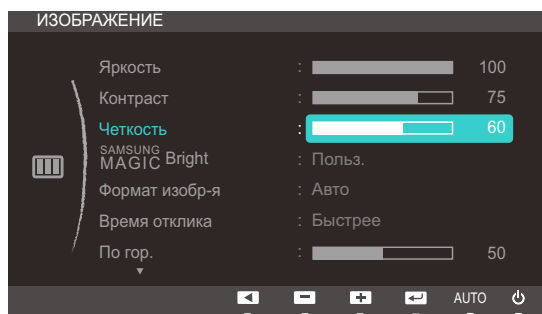 ИЗОБРАЖЕНИЕ
Яркость : 100
Контраст : 75
Четкость : 60
SAMSUNG
MAGIC Bright : Польз.
Формат изобр-я : Авто
Время отклика : Быстрее
По гор. : 50
AUTO